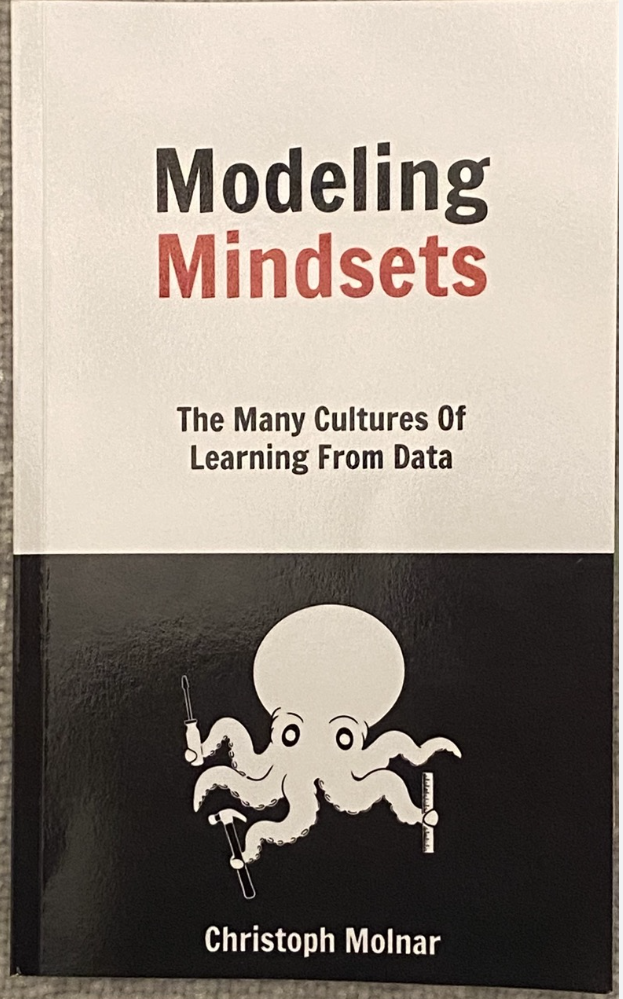 Modeling
Mindsets
The Many Cultures Of
Learning From Data
Christoph Molnar